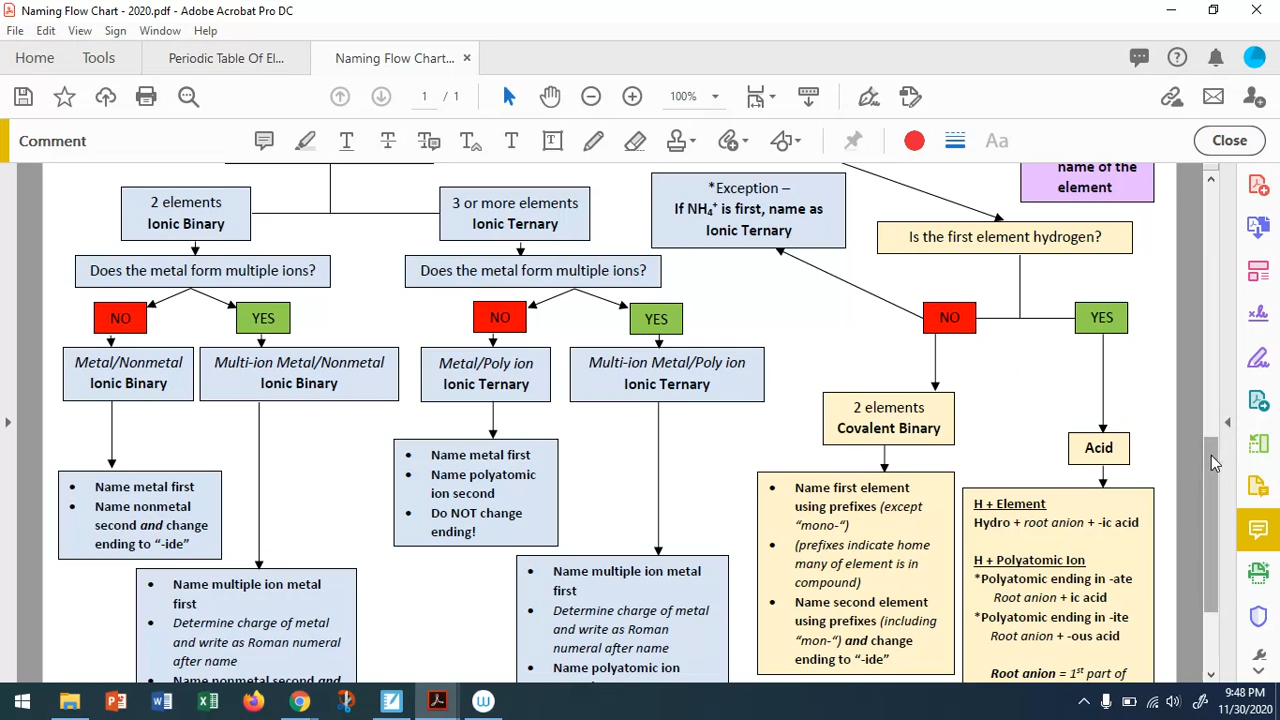 Naming Flow Chart - 2020.pdf - Adobe Acrobat Pro DC
File Edit View Sign Window Help
Home Tools Periodic Table Of El... Naming Flow Chart... ×
1 / 1 100%
Comment
Aa
Close
name of the
element
2 elements
Ionic Binary
3 or more elements
Ionic Ternary
*Exception –
If NH₄⁺ is first, name as
Ionic Ternary
Is the first element hydrogen?
Does the metal form multiple ions?
Does the metal form multiple ions?
NO
YES
NO
YES
NO
YES
Metal/Nonmetal
Ionic Binary
Multi-ion Metal/Nonmetal
Ionic Binary
Metal/Poly ion
Ionic Ternary
Multi-ion Metal/Poly ion
Ionic Ternary
2 elements
Covalent Binary
Acid
• Name metal first
• Name nonmetal
second and change
ending to “-ide”
• Name multiple ion metal
first
• Determine charge of metal
and write as Roman numeral
after name
• Name nonmetal second and
• Name metal first
• Name polyatomic
ion second
• Do NOT change
ending!
• Name multiple ion metal
first
• Determine charge of metal
and write as Roman
numeral after name
• Name polyatomic ion
• Name first element
using prefixes (except
“mono-“)
• (prefixes indicate home
many of element is in
compound)
• Name second element
using prefixes (including
“mon-“) and change
ending to “-ide”
H + Element
Hydro + root anion + -ic acid
H + Polyatomic Ion
*Polyatomic ending in -ate
Root anion + ic acid
*Polyatomic ending in -ite
Root anion + -ous acid
Root anion = 1st part of
9:48 PM
11/30/2020